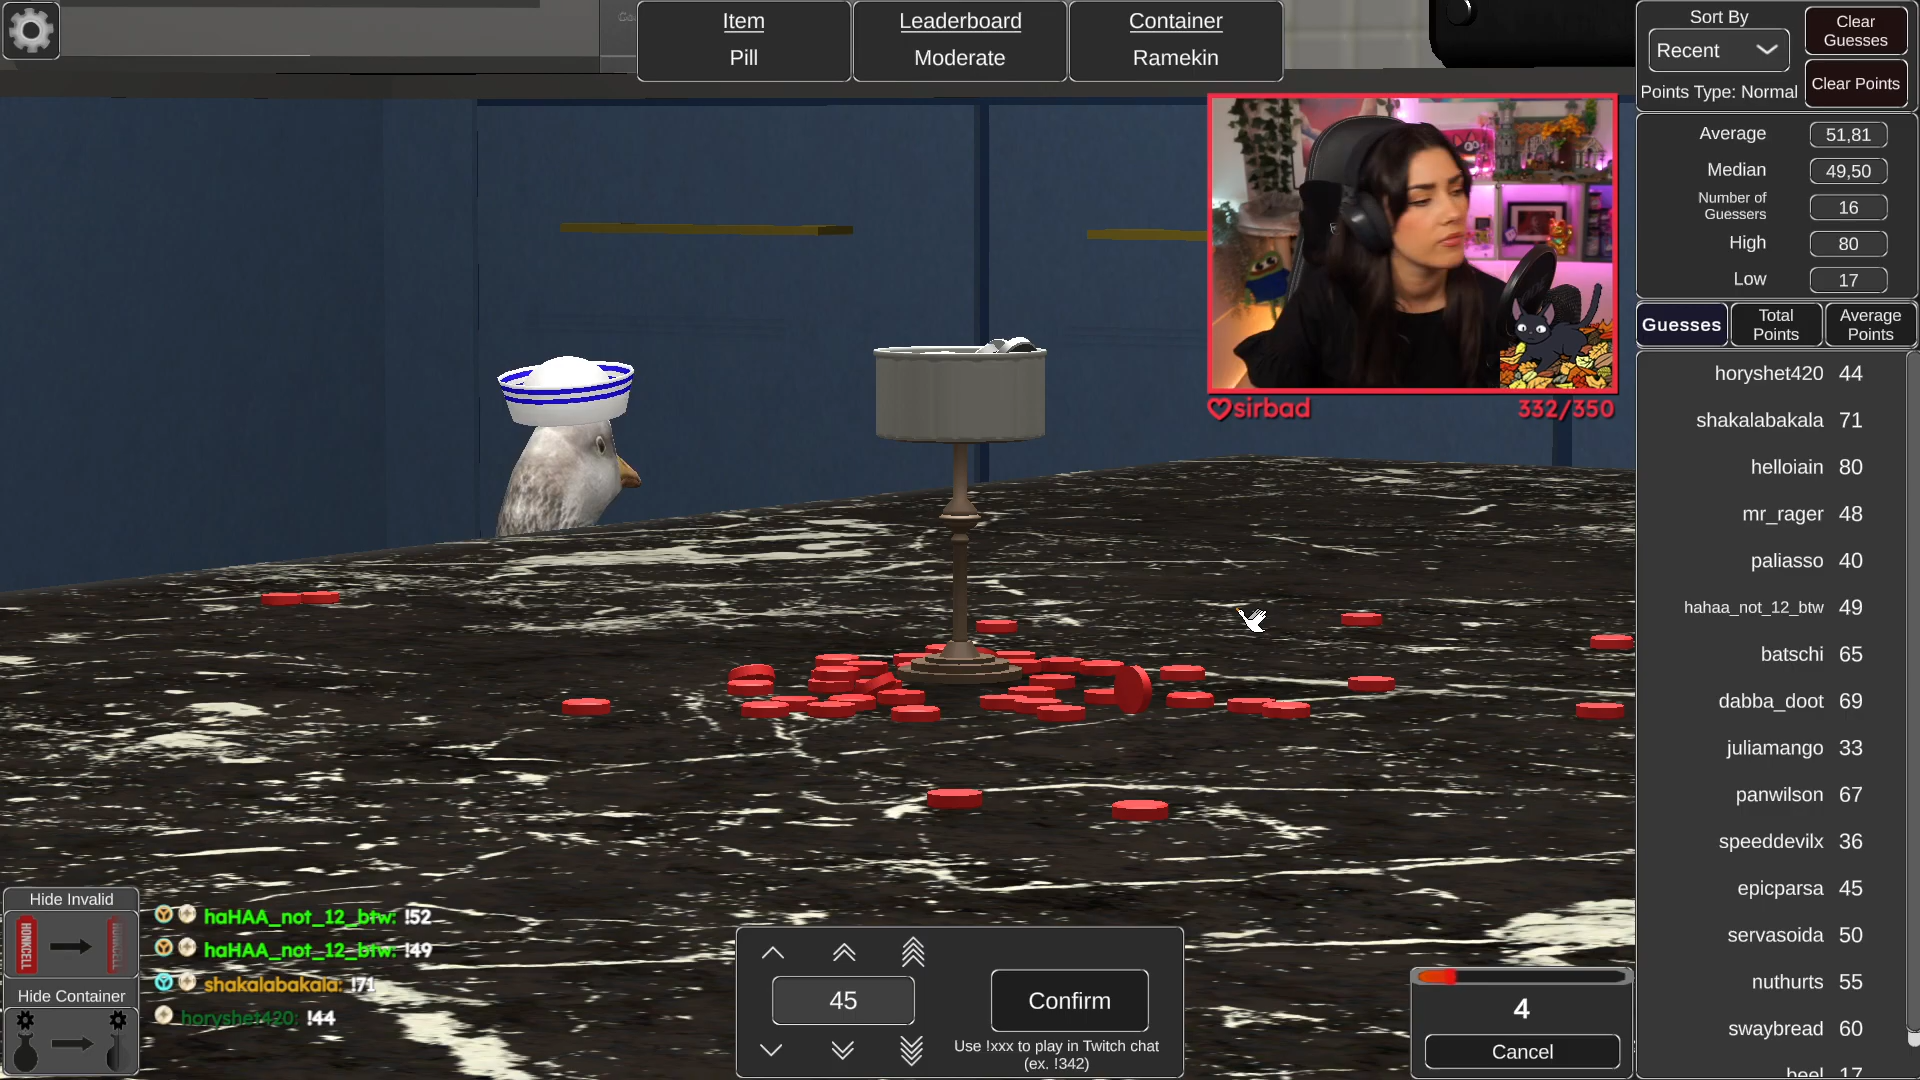 Item
Pill
Leaderboard
Moderate
Container
Ramekin
Sort By
Recent
Clear
Guesses
Points Type: Normal
Clear Points
Average 51,81
Median 49,50
Number of
Guessers 16
High 80
Low 17
Guesses
Total
Points
Average
Points
sirbad 332/350
horyshet420 44
shakalabakala 71
helloiain 80
mr_rager 48
paliasso 40
hahaa_not_12_btw 49
batschi 65
dabba_doot 69
juliamango 33
panwilson 67
speeddevilx 36
epicparsa 45
servasoida 50
nuthurts 55
swaybread 60
beel 17
Hide Invalid
HONKCELL
HONKCELL
Hide Container
haHAA_not_12_btw: !52
haHAA_not_12_btw: !49
shakalabakala: !71
horyshet420: !44
45
Confirm
Use !xxx to play in Twitch chat
(ex. !342)
4
Cancel